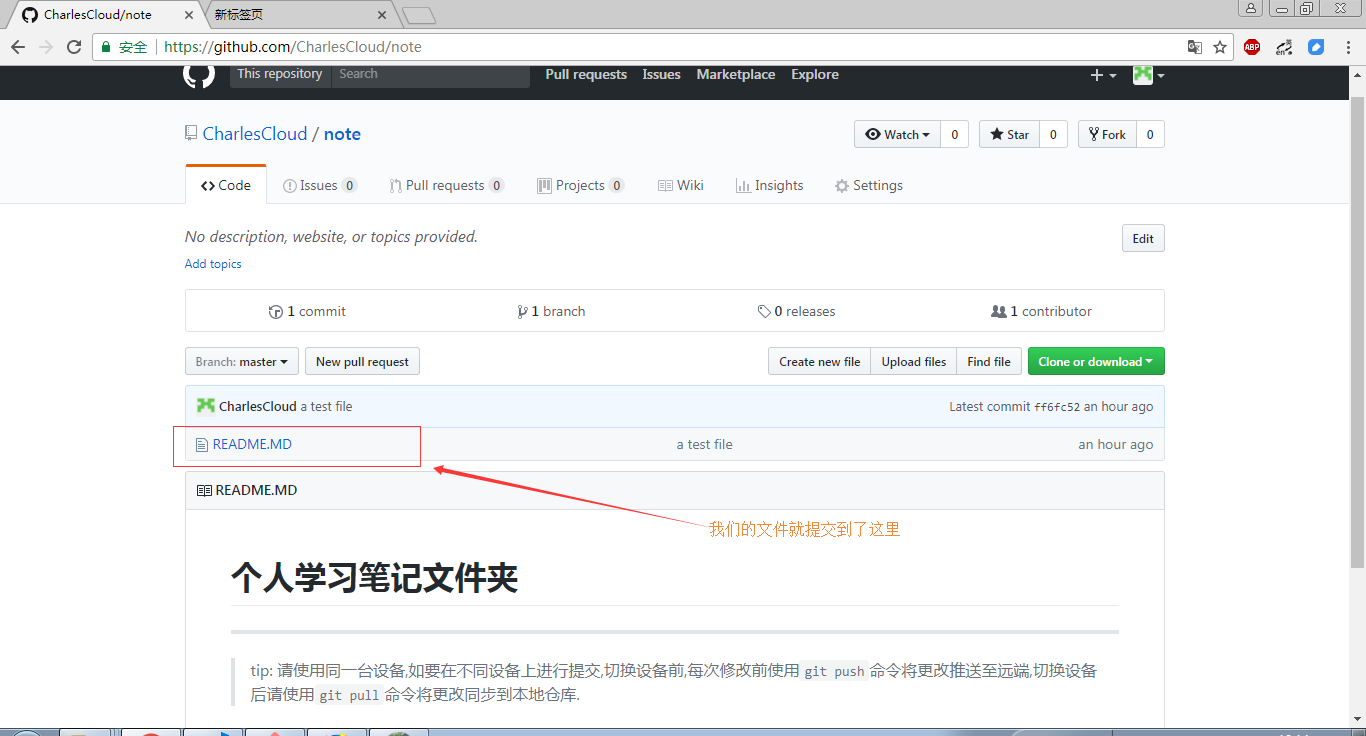 CharlesCloud/note
新标签页
安全 https://github.com/CharlesCloud/note
ABP
en
This repository Search Pull requests Issues Marketplace Explore
CharlesCloud / note
Watch 0 Star 0 Fork 0
Code Issues 0 Pull requests 0 Projects 0 Wiki Insights Settings
No description, website, or topics provided.
Edit
Add topics
1 commit 1 branch 0 releases 1 contributor
Branch: master New pull request Create new file Upload files Find file Clone or download
CharlesCloud a test file Latest commit ff6fc52 an hour ago
README.MD a test file an hour ago
README.MD
我们的文件就提交到了这里
个人学习笔记文件夹
tip: 请使用同一台设备,如要在不同设备上进行提交,切换设备前,每次修改前使用 git push 命令将更改推送至远端,切换设备
后请使用 git pull 命令将更改同步到本地仓库.